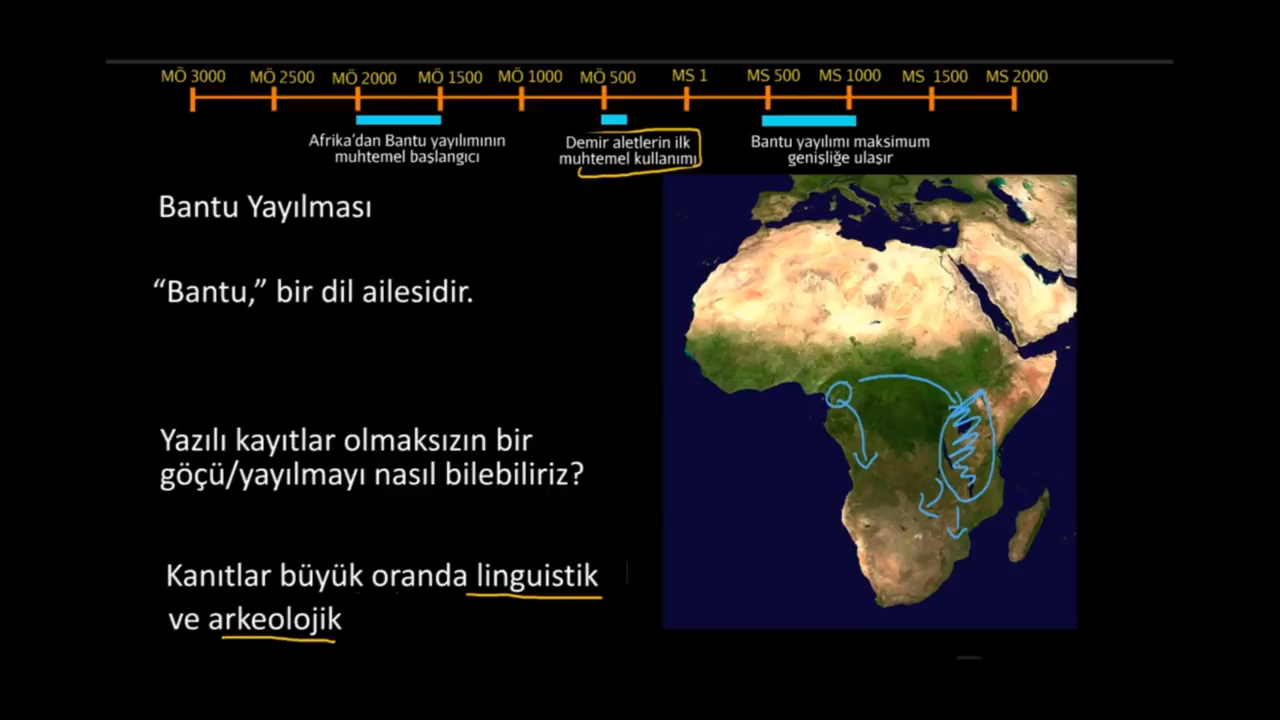 MÖ 3000 MÖ 2500 MÖ 2000 MÖ 1500 MÖ 1000 MÖ 500 MS 1 MS 500 MS 1000 MS 1500 MS 2000
Afrika'dan Bantu yayılımının
muhtemel başlangıcı
Demir aletlerin ilk
muhtemel kullanımı
Bantu yayılımı maksimum
genişliğe ulaşır
Bantu Yayılması
“Bantu,” bir dil ailesidir.
Yazılı kayıtlar olmaksızın bir
göçü/yayılmayı nasıl bilebiliriz?
Kanıtlar büyük oranda linguistik
ve arkeolojik